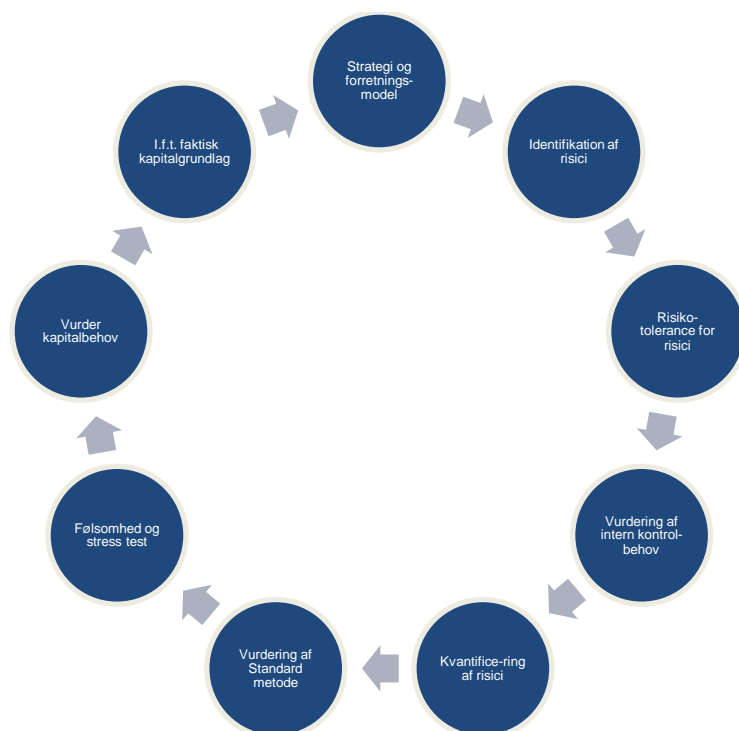 Strategi og
forretnings-
model
Identifikation af
risici
Risiko-
tolerance for
risici
Vurdering af
intern kontrol-
behov
Kvantifice-ring
af risici
Vurdering af
Standard
metode
Følsomhed og
stress test
Vurder
kapitalbehov
I.f.t. faktisk
kapitalgrundlag